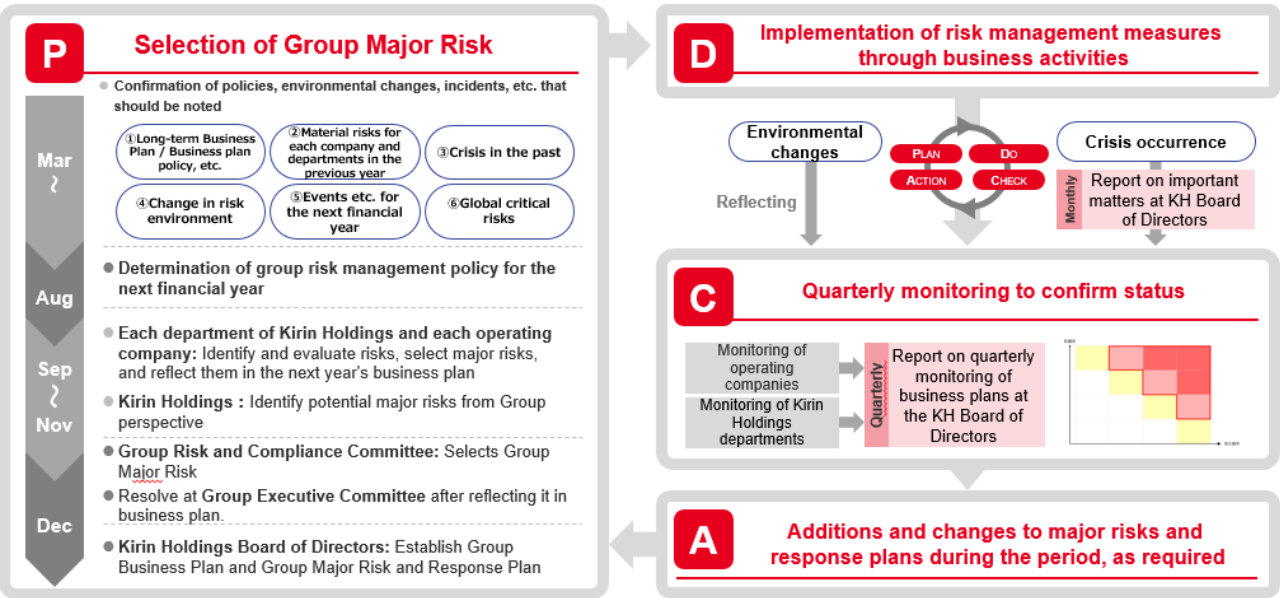 P
Selection of Group Major Risk
Confirmation of policies, environmental changes, incidents, etc. that
should be noted
Mar
～
①Long-term Business
Plan / Business plan
policy, etc.
②Material risks for
each company and
departments in the
previous year
③Crisis in the past
④Change in risk
environment
⑤Events etc. for
the next financial
year
⑥Global critical
risks
Aug
Determination of group risk management policy for the
next financial year
Sep
～
Nov
Each department of Kirin Holdings and each operating
company: Identify and evaluate risks, select major risks,
and reflect them in the next year's business plan
Kirin Holdings : Identify potential major risks from Group
perspective
Dec
Group Risk and Compliance Committee: Selects Group
Major Risk
Resolve at Group Executive Committee after reflecting it in
business plan.
Kirin Holdings Board of Directors: Establish Group
Business Plan and Group Major Risk and Response Plan
D
Implementation of risk management measures
through business activities
Environmental
changes
Reflecting
PLAN
DO
ACTION
CHECK
Crisis occurrence
Monthly
Report on important
matters at KH Board
of Directors
C
Quarterly monitoring to confirm status
Monitoring of
operating
companies
Monitoring of Kirin
Holdings
departments
Quarterly
Report on quarterly
monitoring of
business plans at
the KH Board of
Directors
A
Additions and changes to major risks and
response plans during the period, as required